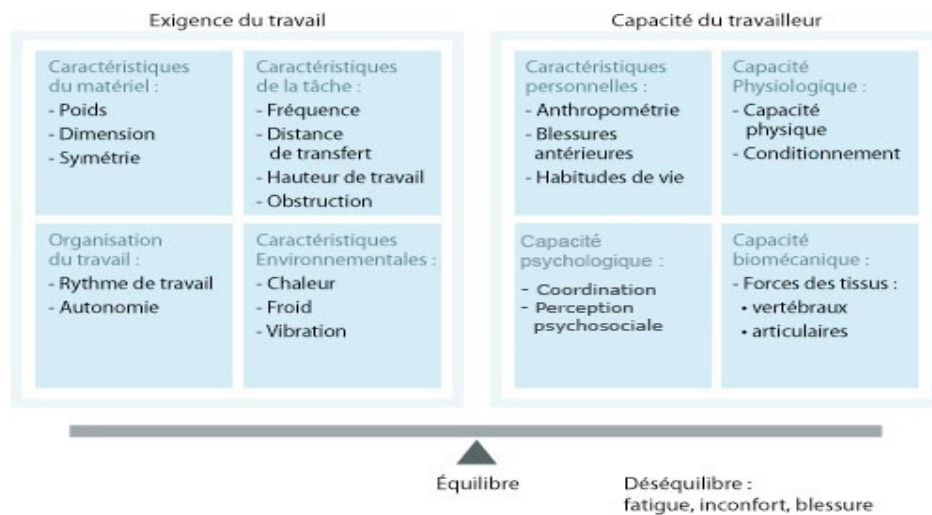 Exigence du travail
Caractéristiques
du matériel :
- Poids
- Dimension
- Symétrie
Caractéristiques
de la tâche :
- Fréquence
- Distance
de transfert
- Hauteur de travail
- Obstruction
Organisation
du travail :
- Rythme de travail
- Autonomie
Caractéristiques
Environnementales :
- Chaleur
- Froid
- Vibration
Capacité du travailleur
Caractéristiques
personnelles :
- Anthropométrie
- Blessures
antérieures
- Habitudes de vie
Capacité
Physiologique :
- Capacité
physique
- Conditionnement
Capacité
psychologique :
- Coordination
- Perception
psychosociale
Capacité
biomécanique :
- Forces des tissus :
• vertébraux
• articulaires
Équilibre
Déséquilibre :
fatigue, inconfort, blessure